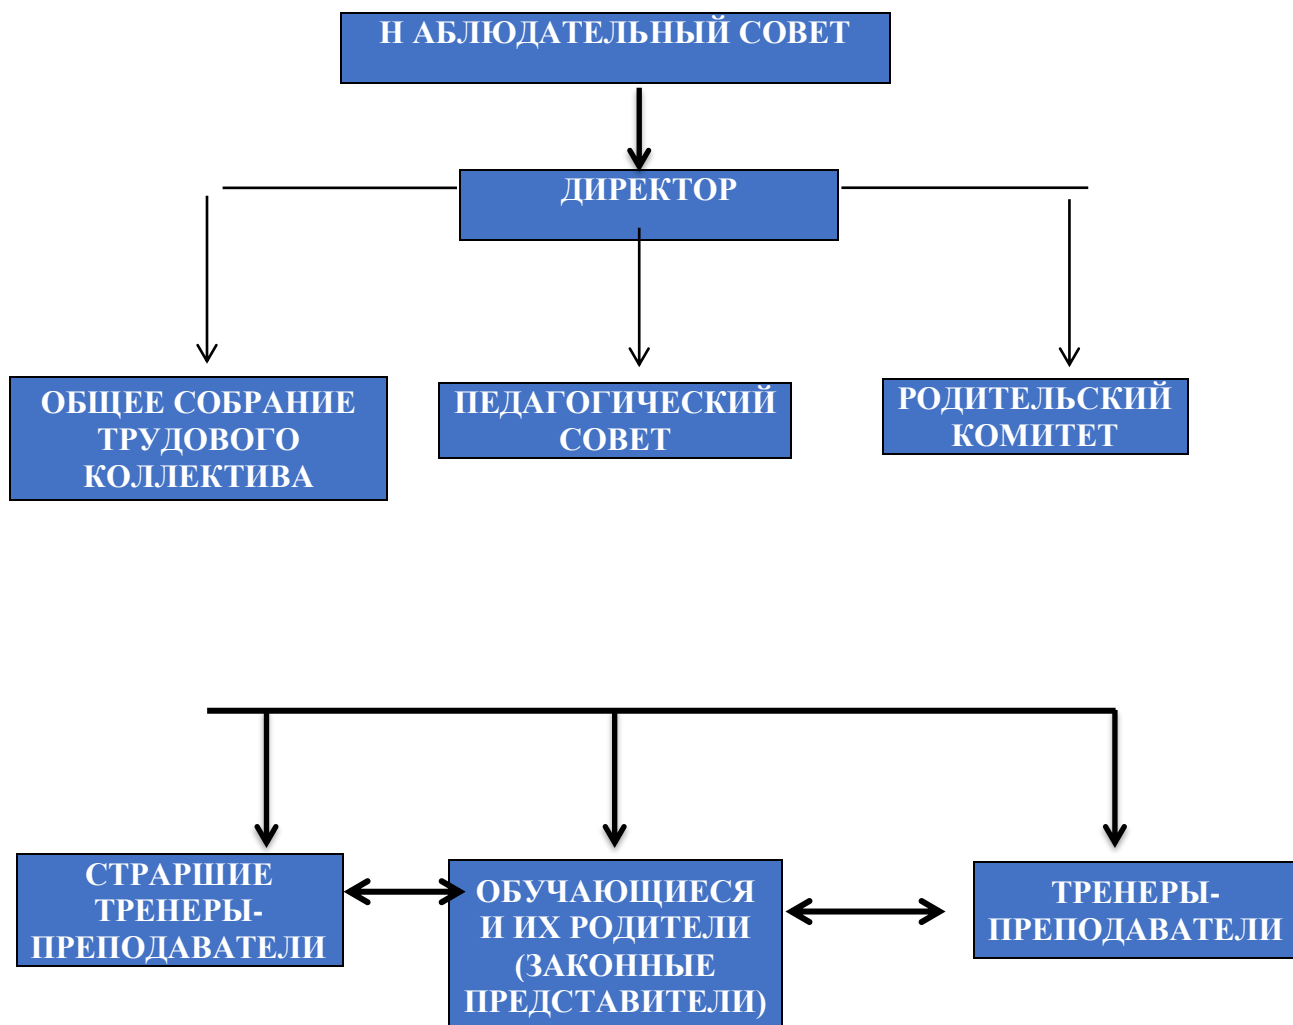 Н АБЛЮДАТЕЛЬНЫЙ СОВЕТ
ДИРЕКТОР
ОБЩЕЕ СОБРАНИЕ
ТРУДОВОГО
КОЛЛЕКТИВА
ПЕДАГОГИЧЕСКИЙ
СОВЕТ
РОДИТЕЛЬСКИЙ
КОМИТЕТ
СТРАРШИЕ
ТРЕНЕРЫ-
ПРЕПОДАВАТЕЛИ
ОБУЧАЮЩИЕСЯ
И ИХ РОДИТЕЛИ
(ЗАКОННЫЕ
ПРЕДСТАВИТЕЛИ)
ТРЕНЕРЫ-
ПРЕПОДАВАТЕЛИ